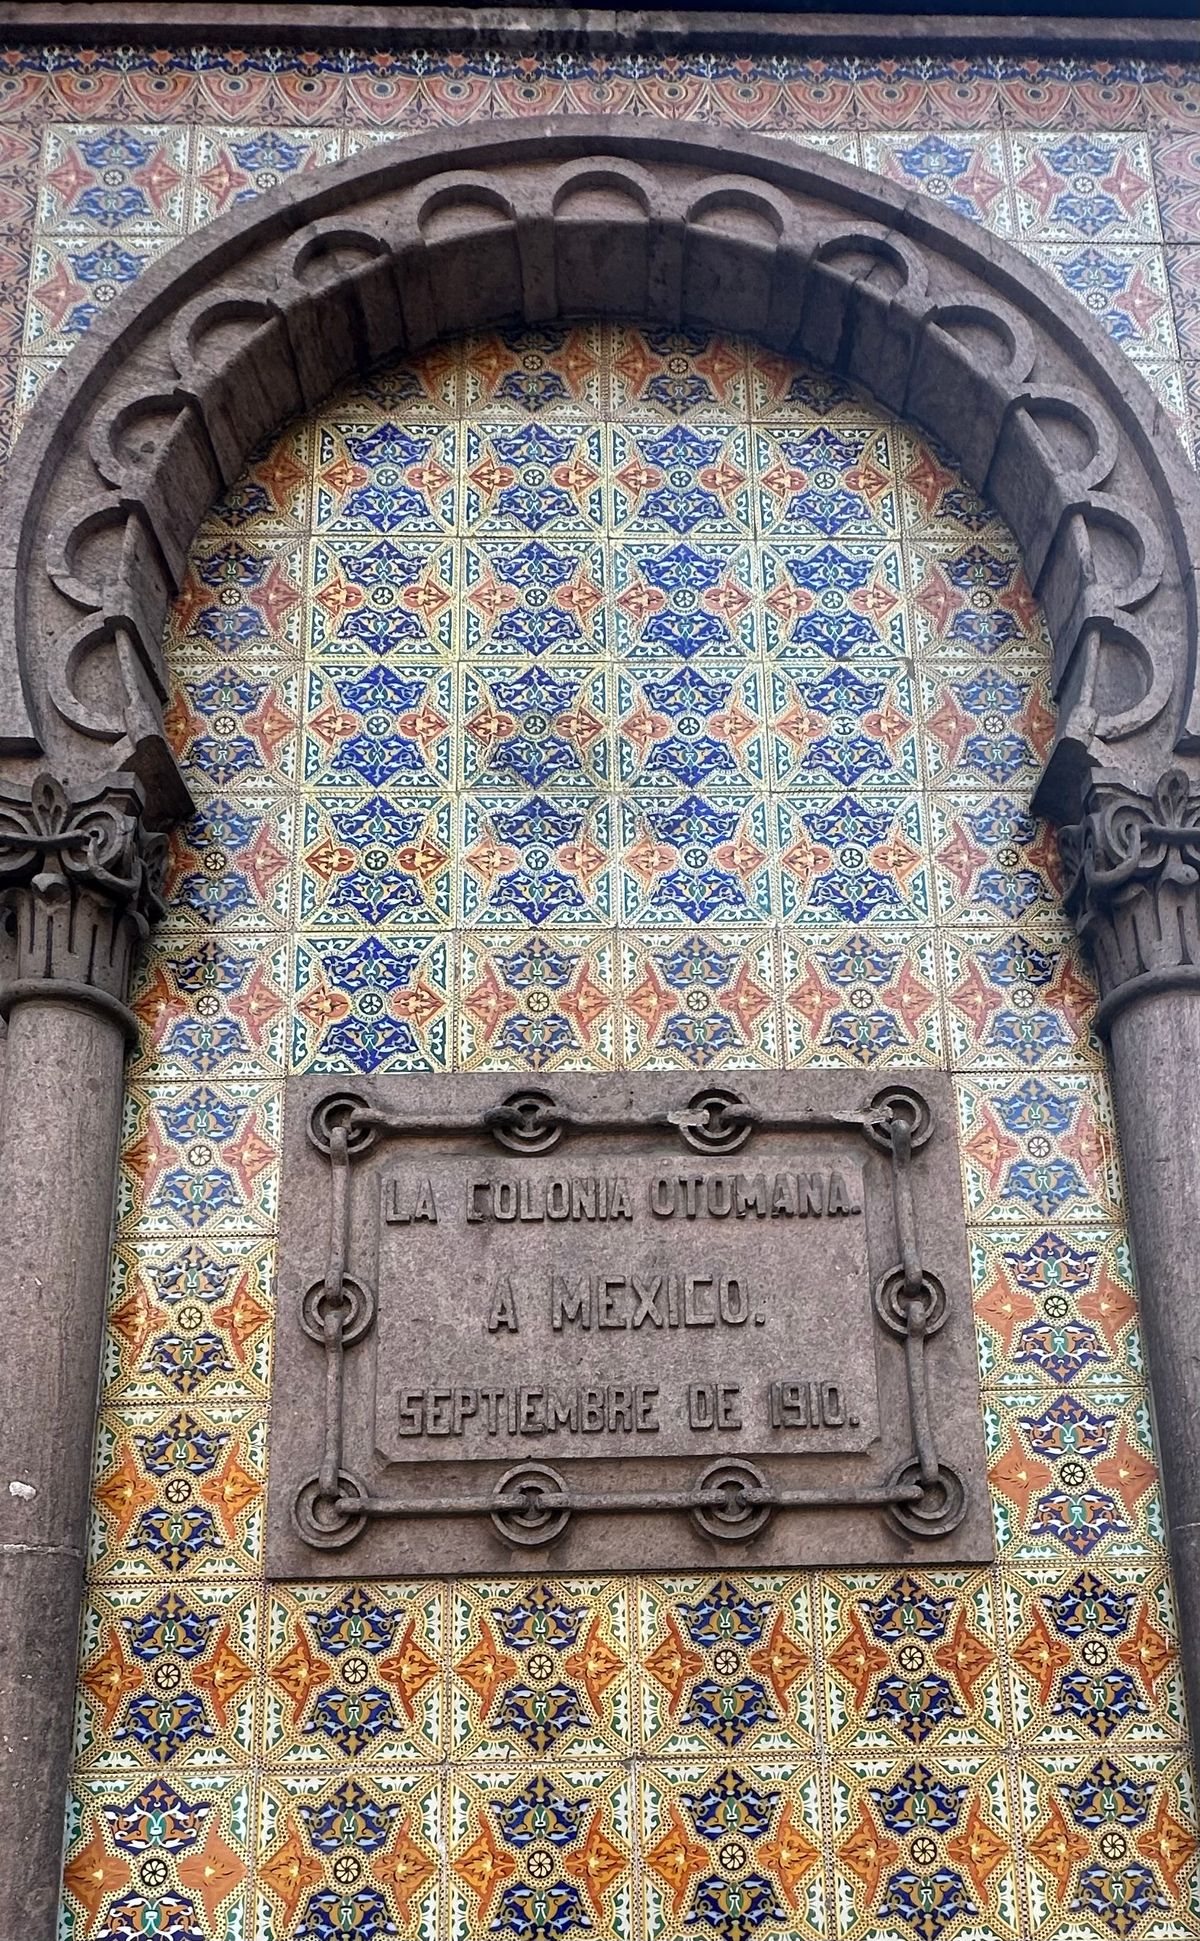 LA COLONIA OTOMANA.
A MEXICO.
SEPTIEMBRE DE 1910.